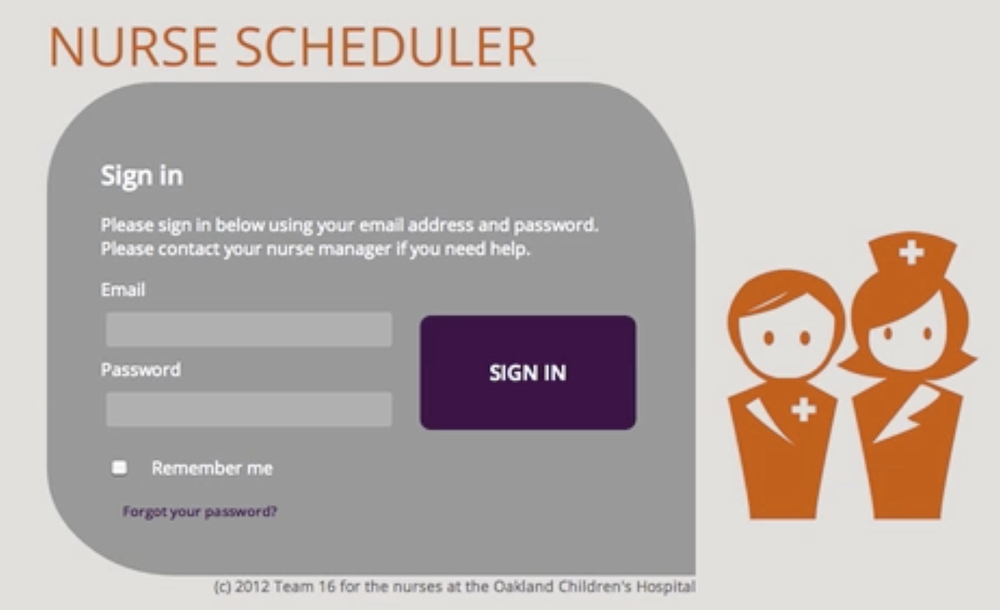 NURSE SCHEDULER
Sign in
Please sign in below using your email address and password.
Please contact your nurse manager if you need help.
Email
Password
SIGN IN
Remember me
Forgot your password?
(c) 2012 Team 16 for the nurses at the Oakland Children's Hospital